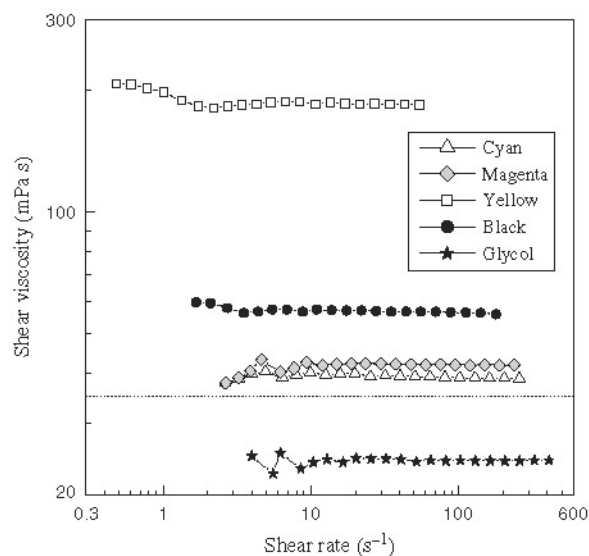 300
100
20
Shear viscosity (mPa s)
Cyan
Magenta
Yellow
Black
Glycol
0.3 1 10 100 600
Shear rate (s⁻¹)